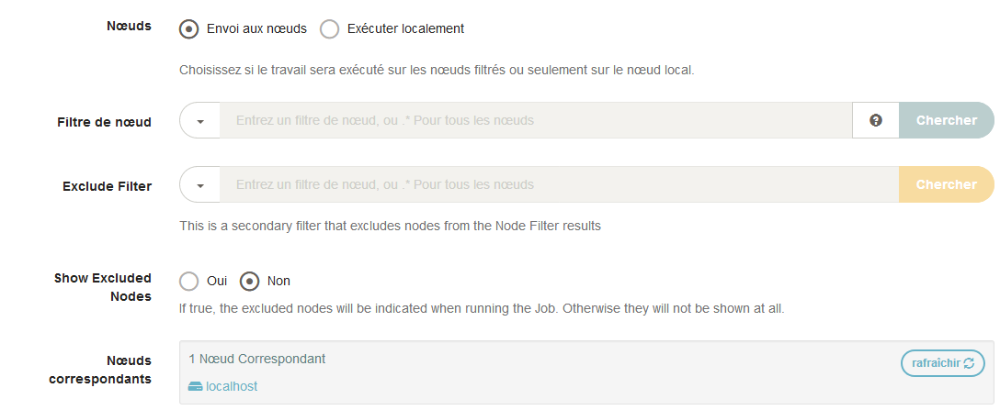 Nœuds
Envoi aux nœuds Exécuter localement
Choisissez si le travail sera exécuté sur les nœuds filtrés ou seulement sur le nœud local.
Filtre de nœud
Entrez un filtre de nœud, ou .* Pour tous les nœuds
Chercher
Exclude Filter
Entrez un filtre de nœud, ou .* Pour tous les nœuds
Chercher
This is a secondary filter that excludes nodes from the Node Filter results
Show Excluded
Nodes
Oui Non
If true, the excluded nodes will be indicated when running the Job. Otherwise they will not be shown at all.
Nœuds
correspondants
1 Nœud Correspondant
rafraichir
localhost